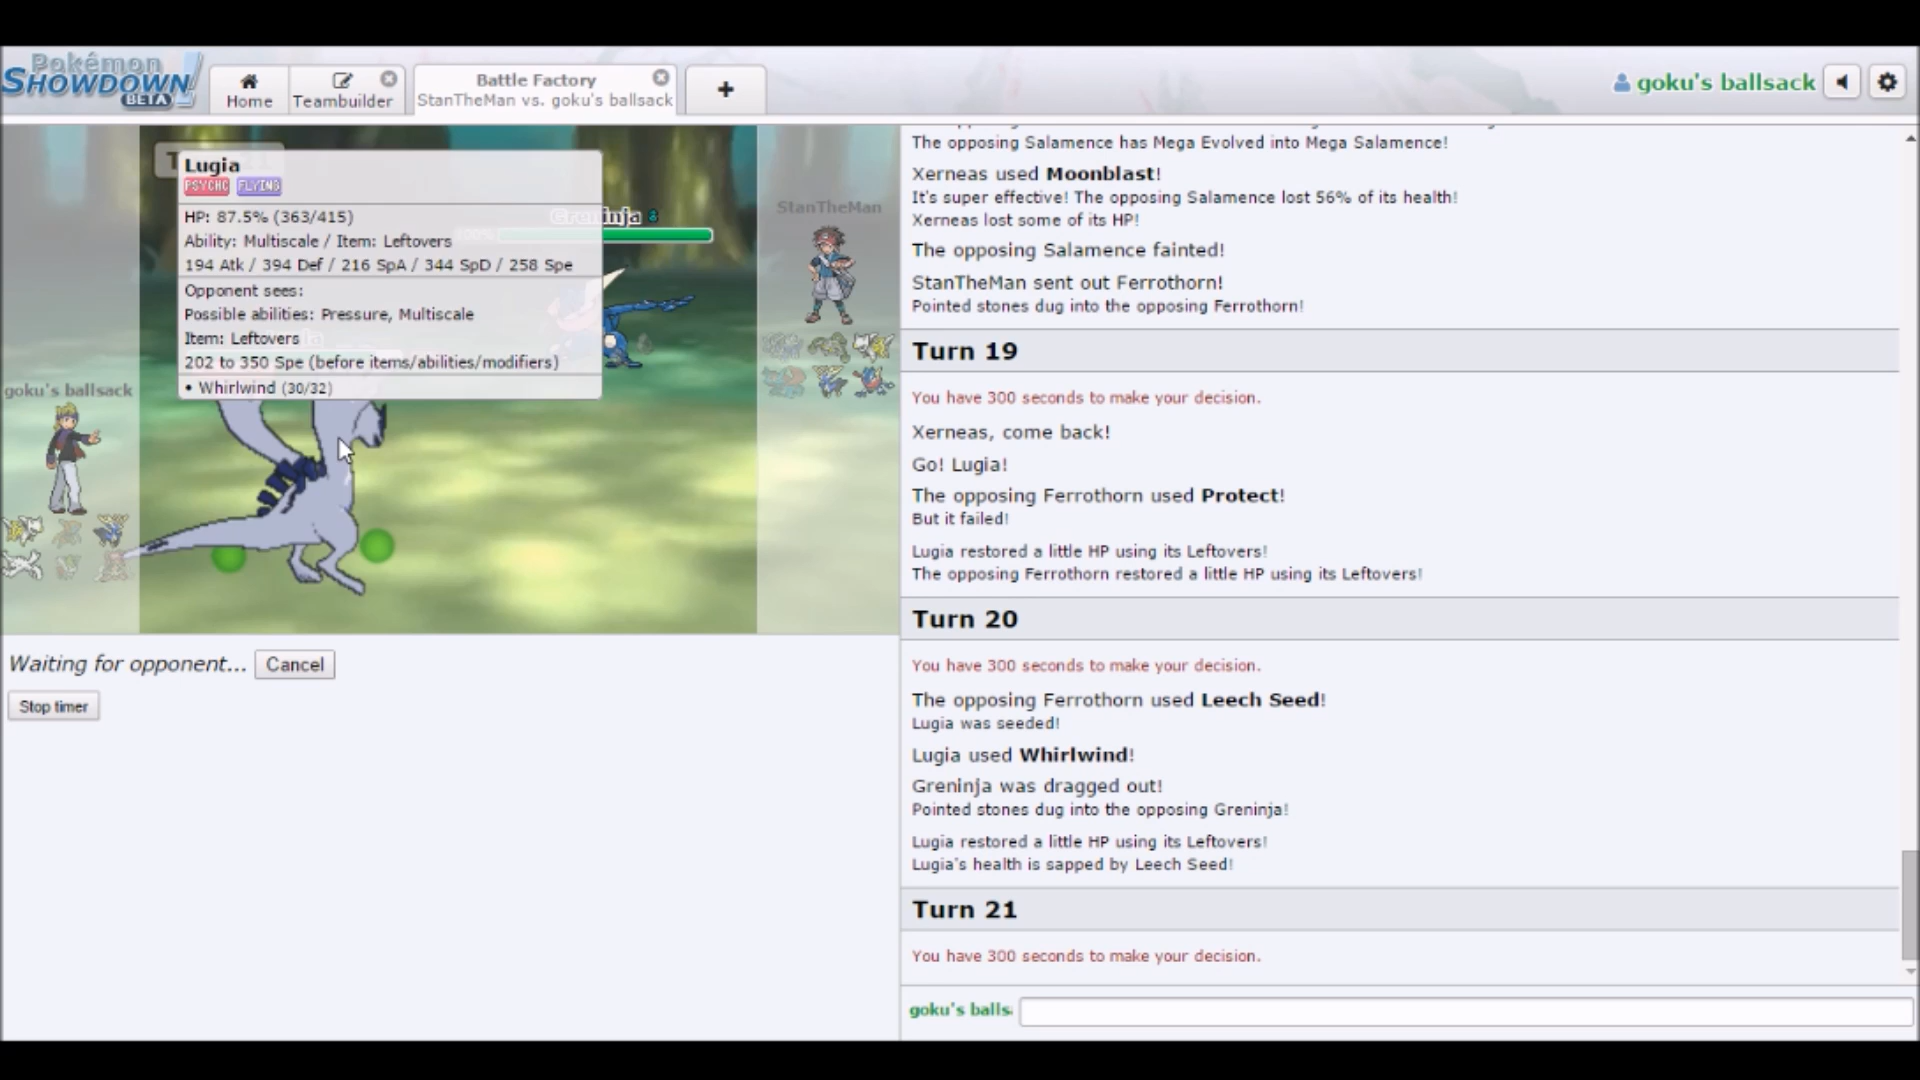 Pokémon
SHOWDOWN!
BETA
Home
Teambuilder
Battle Factory
StanTheMan vs. goku's ballsack
+
goku's ballsack
Lugia
PSYCHC FLYING
HP: 87.5% (363/415)
Ability: Multiscale / Item: Leftovers
194 Atk / 394 Def / 216 SpA / 344 SpD / 258 Spe
Opponent sees:
Possible abilities: Pressure, Multiscale
Item: Leftovers
202 to 350 Spe (before items/abilities/modifiers)
• Whirlwind (30/32)
Greninja
StanTheMan
goku's ballsack
Waiting for opponent... Cancel
Stop timer
The opposing Salamence has Mega Evolved into Mega Salamence!
Xerneas used Moonblast!
It's super effective! The opposing Salamence lost 56% of its health!
Xerneas lost some of its HP!
The opposing Salamence fainted!
StanTheMan sent out Ferrothorn!
Pointed stones dug into the opposing Ferrothorn!
Turn 19
You have 300 seconds to make your decision.
Xerneas, come back!
Go! Lugia!
The opposing Ferrothorn used Protect!
But it failed!
Lugia restored a little HP using its Leftovers!
The opposing Ferrothorn restored a little HP using its Leftovers!
Turn 20
You have 300 seconds to make your decision.
The opposing Ferrothorn used Leech Seed!
Lugia was seeded!
Lugia used Whirlwind!
Greninja was dragged out!
Pointed stones dug into the opposing Greninja!
Lugia restored a little HP using its Leftovers!
Lugia's health is sapped by Leech Seed!
Turn 21
You have 300 seconds to make your decision.
goku's balls